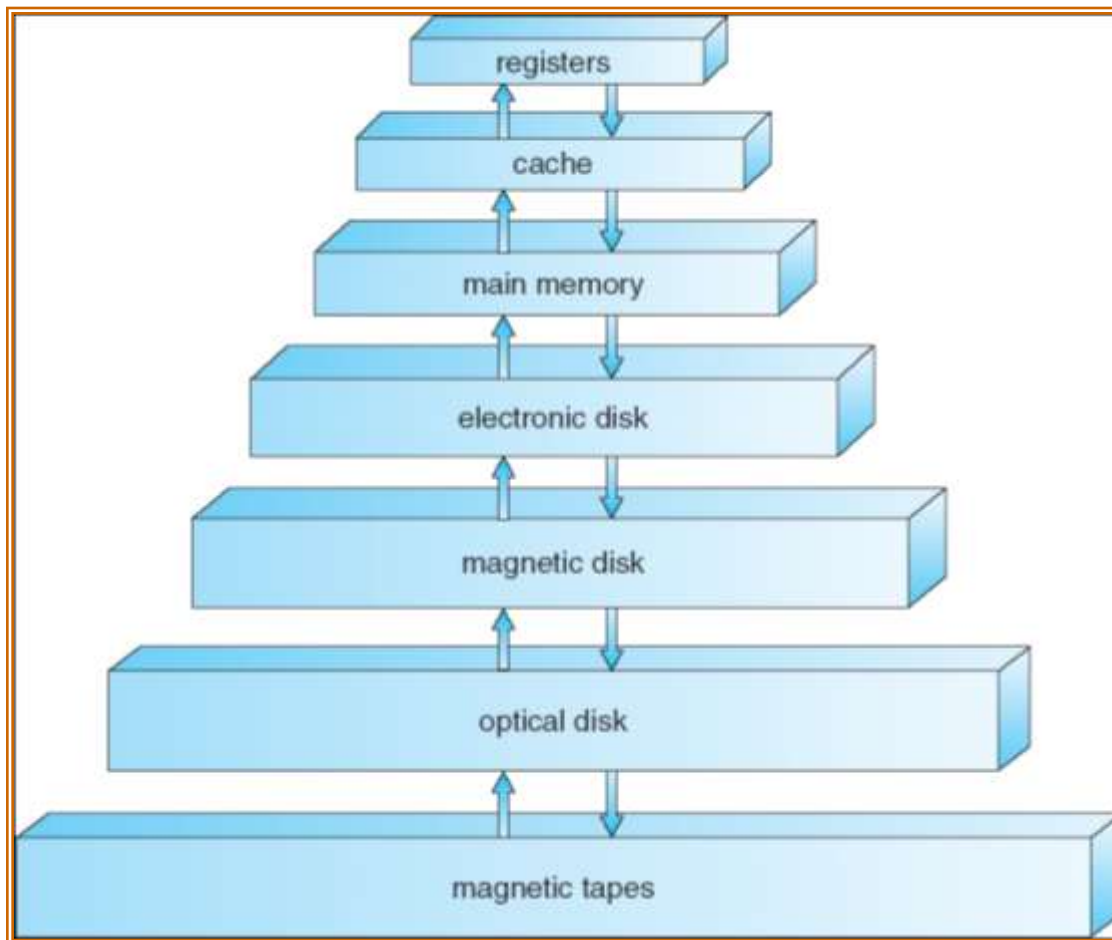 registers
cache
main memory
electronic disk
magnetic disk
optical disk
magnetic tapes